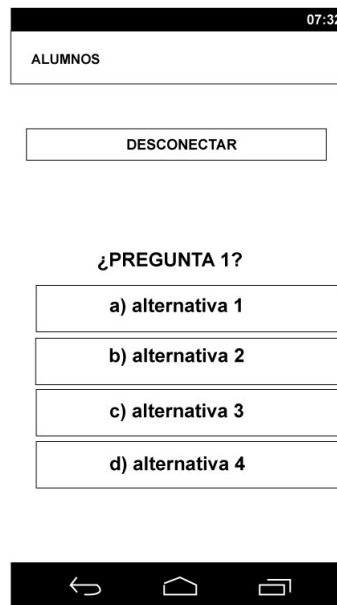 07:32
ALUMNOS
DESCONECTAR
¿PREGUNTA 1?
a) alternativa 1
b) alternativa 2
c) alternativa 3
d) alternativa 4